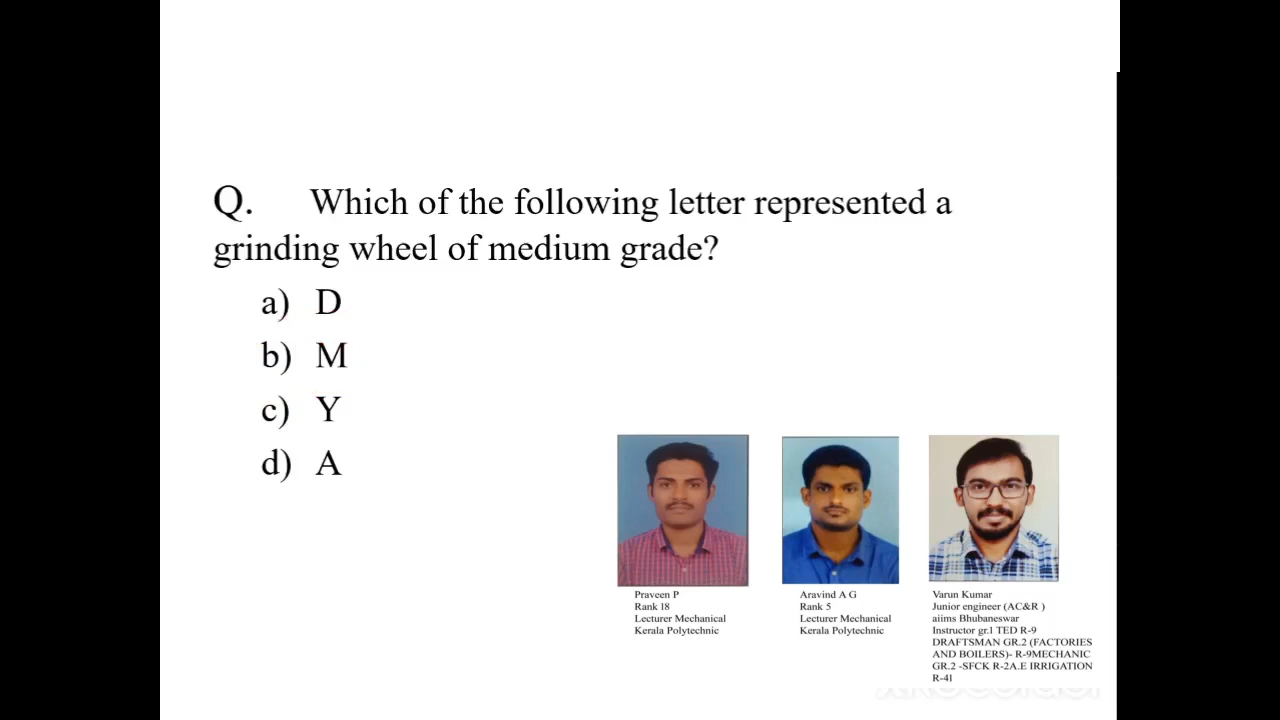 Q. Which of the following letter represented a
grinding wheel of medium grade?
a) D
b) M
c) Y
d) A
Praveen P
Rank 18
Lecturer Mechanical
Kerala Polytechnic
Aravind A G
Rank 5
Lecturer Mechanical
Kerala Polytechnic
Varun Kumar
Junior engineer (AC&R )
aiims Bhubaneswar
Instructor gr.1 TED R-9
DRAFTSMAN GR.2 (FACTORIES
AND BOILERS)- R-9MECHANIC
GR.2 -SFCK R-2A.E IRRIGATION
R-41